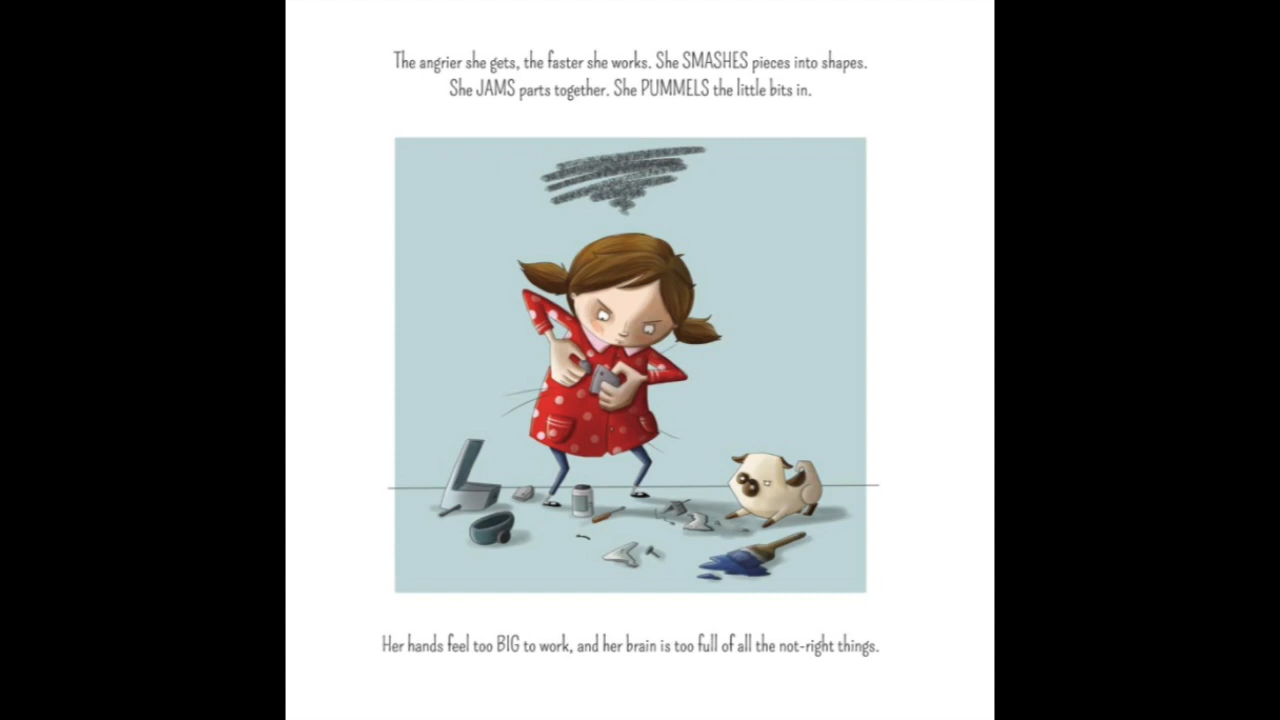 The angrier she gets, the faster she works. She SMASHES pieces into shapes.
She JAMS parts together. She PUMMELS the little bits in.
Her hands feel too BIG to work, and her brain is too full of all the not-right things.